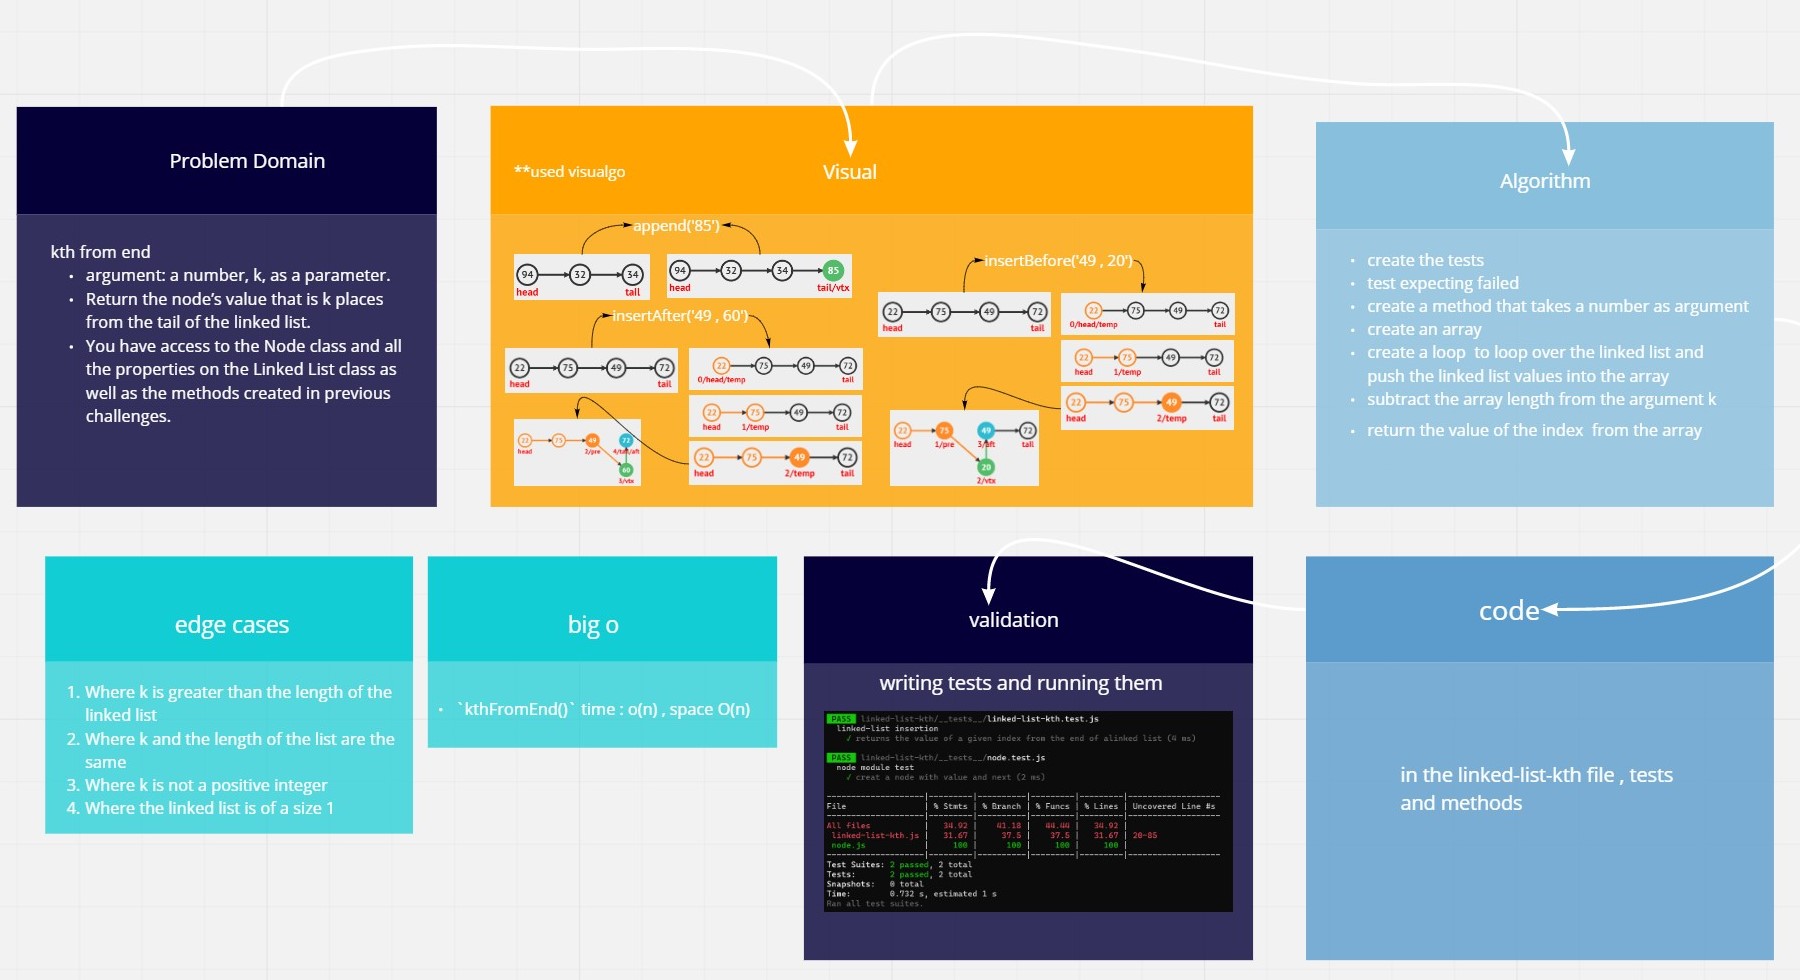 Problem Domain
kth from end
• argument: a number, k, as a parameter.
• Return the node's value that is k places
from the tail of the linked list.
• You have access to the Node class and all
the properties on the Linked List class as
well as the methods created in previous
challenges.
**used visualgo
Visual
append('85')
94 32 34
head tail
94 32 34 85
head tail/vtx
insertAfter('49 , 60')
22 75 49 72
head tail
22 75 49 72
0/head/temp tail
22 75 49 72
head 1/temp tail
22 75 49 72
head 2/temp tail
22 75 49 72
head 2/pre 4/tail/aft
60
3/vtx
insertBefore('49 , 20')
22 75 49 72
head tail
22 75 49 72
0/head/temp tail
22 75 49 72
head 1/temp tail
22 75 49 72
head 2/temp tail
22 75 49 72
head 1/pre 3/aft tail
20
2/vtx
Algorithm
• create the tests
• test expecting failed
• create a method that takes a number as argument
• create an array
• create a loop to loop over the linked list and
push the linked list values into the array
• subtract the array length from the argument k
• return the value of the index from the array
edge cases
1. Where k is greater than the length of the
linked list
2. Where k and the length of the list are the
same
3. Where k is not a positive integer
4. Where the linked list is of a size 1
big o
• `kthFromEnd()` time : o(n) , space O(n)
validation
writing tests and running them
PASS linked-list-kth/__tests__/linked-list-kth.test.js
linked-list insertion
√ returns the value of a given index from the end of alinked list (4 ms)
PASS linked-list-kth/__tests__/node.test.js
node module test
√ creat a node with value and next (2 ms)
File | % Stmts | % Branch | % Funcs | % Lines | Uncovered Line #s
All files | 34.92 | 41.18 | 44.44 | 34.92 |
linked-list-kth.js | 31.67 | 37.5 | 37.5 | 31.67 | 20-85
node.js | 100 | 100 | 100 | 100 |
Test Suites: 2 passed, 2 total
Tests: 2 passed, 2 total
Snapshots: 0 total
Time: 0.732 s, estimated 1 s
Ran all test suites.
code
in the linked-list-kth file , tests
and methods